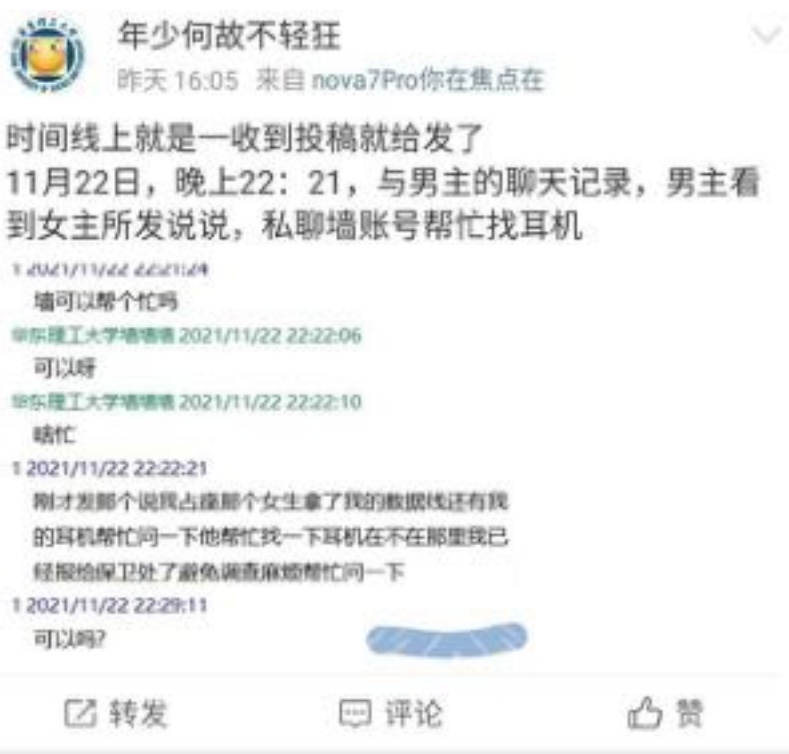 年少何故不轻狂
昨天 16:05 来自 nova7Pro你在焦点在
时间线上就是一收到投稿就给发了
11月22日，晚上22：21，与男主的聊天记录，男主看
到女主所发说说，私聊墙账号帮忙找耳机
1 2021/11/22 22:21:24
墙可以帮个忙吗
华东理工大学墙墙墙 2021/11/22 22:22:06
可以呀
华东理工大学墙墙墙 2021/11/22 22:22:10
啥忙
1 2021/11/22 22:22:21
刚才发那个说我占座那个女生拿了我的数据线还有我
的耳机帮忙问一下他帮忙找一下耳机在不在那里我已
经报给保卫处了避免调查麻烦帮忙问一下
1 2021/11/22 22:29:11
可以吗?
转发
评论
赞